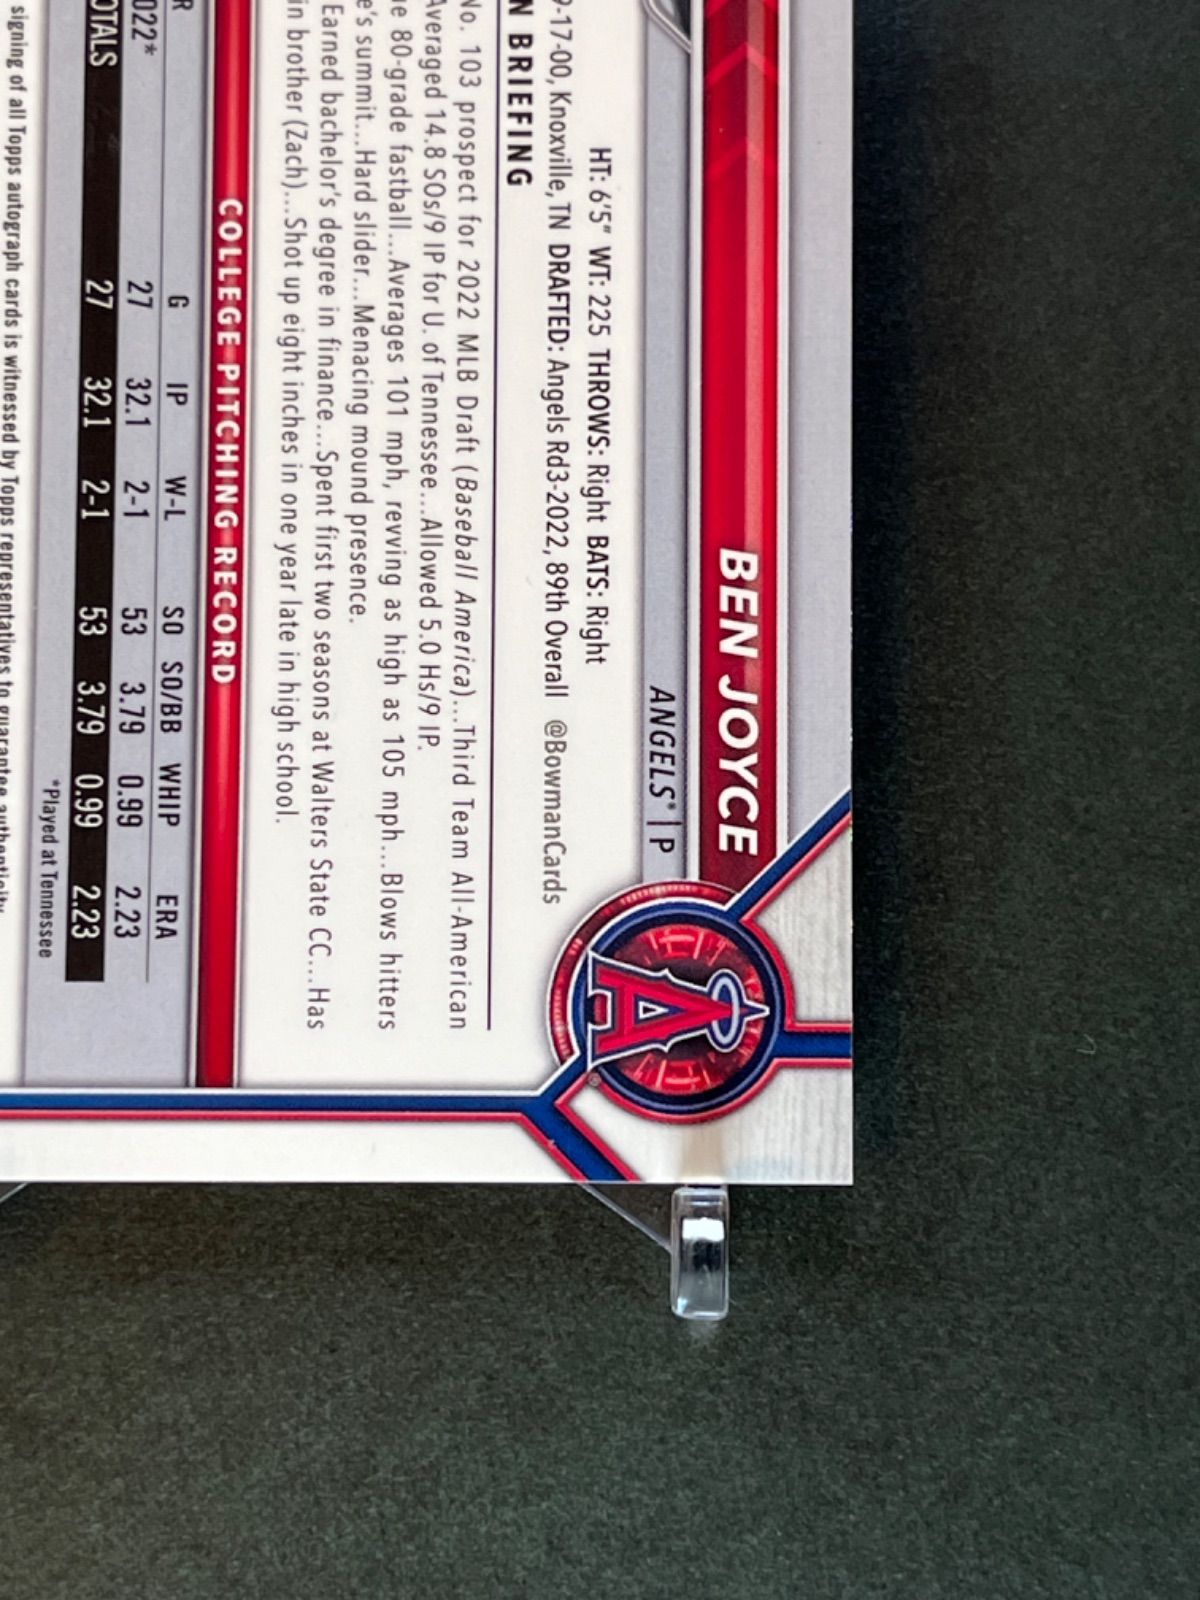 BEN JOYCE
ANGELS® | P
HT: 6'5" WT: 225 THROWS: Right BATS: Right
9-17-00, Knoxville, TN DRAFTED: Angels Rd3-2022, 89th Overall @BowmanCards
N BRIEFING
No. 103 prospect for 2022 MLB Draft (Baseball America)...Third Team All-American
Averaged 14.8 SOs/9 IP for U. of Tennessee...Allowed 5.0 Hs/9 IP.
80-grade fastball...Averages 101 mph, revving as high as 105 mph...Blows hitters
summit...Hard slider...Menacing mound presence.
Earned bachelor's degree in finance...Spent first two seasons at Walters State CC...Has
in brother (Zach)...Shot up eight inches in one year late in high school.
COLLEGE PITCHING RECORD
R G IP W-L SO SO/BB WHIP ERA
022* 27 32.1 2-1 53 3.79 0.99 2.23
OTALS 27 32.1 2-1 53 3.79 0.99 2.23
*Played at Tennessee
signing of all Topps autograph cards is witnessed by Topps representatives to guarantee authenticity
A®